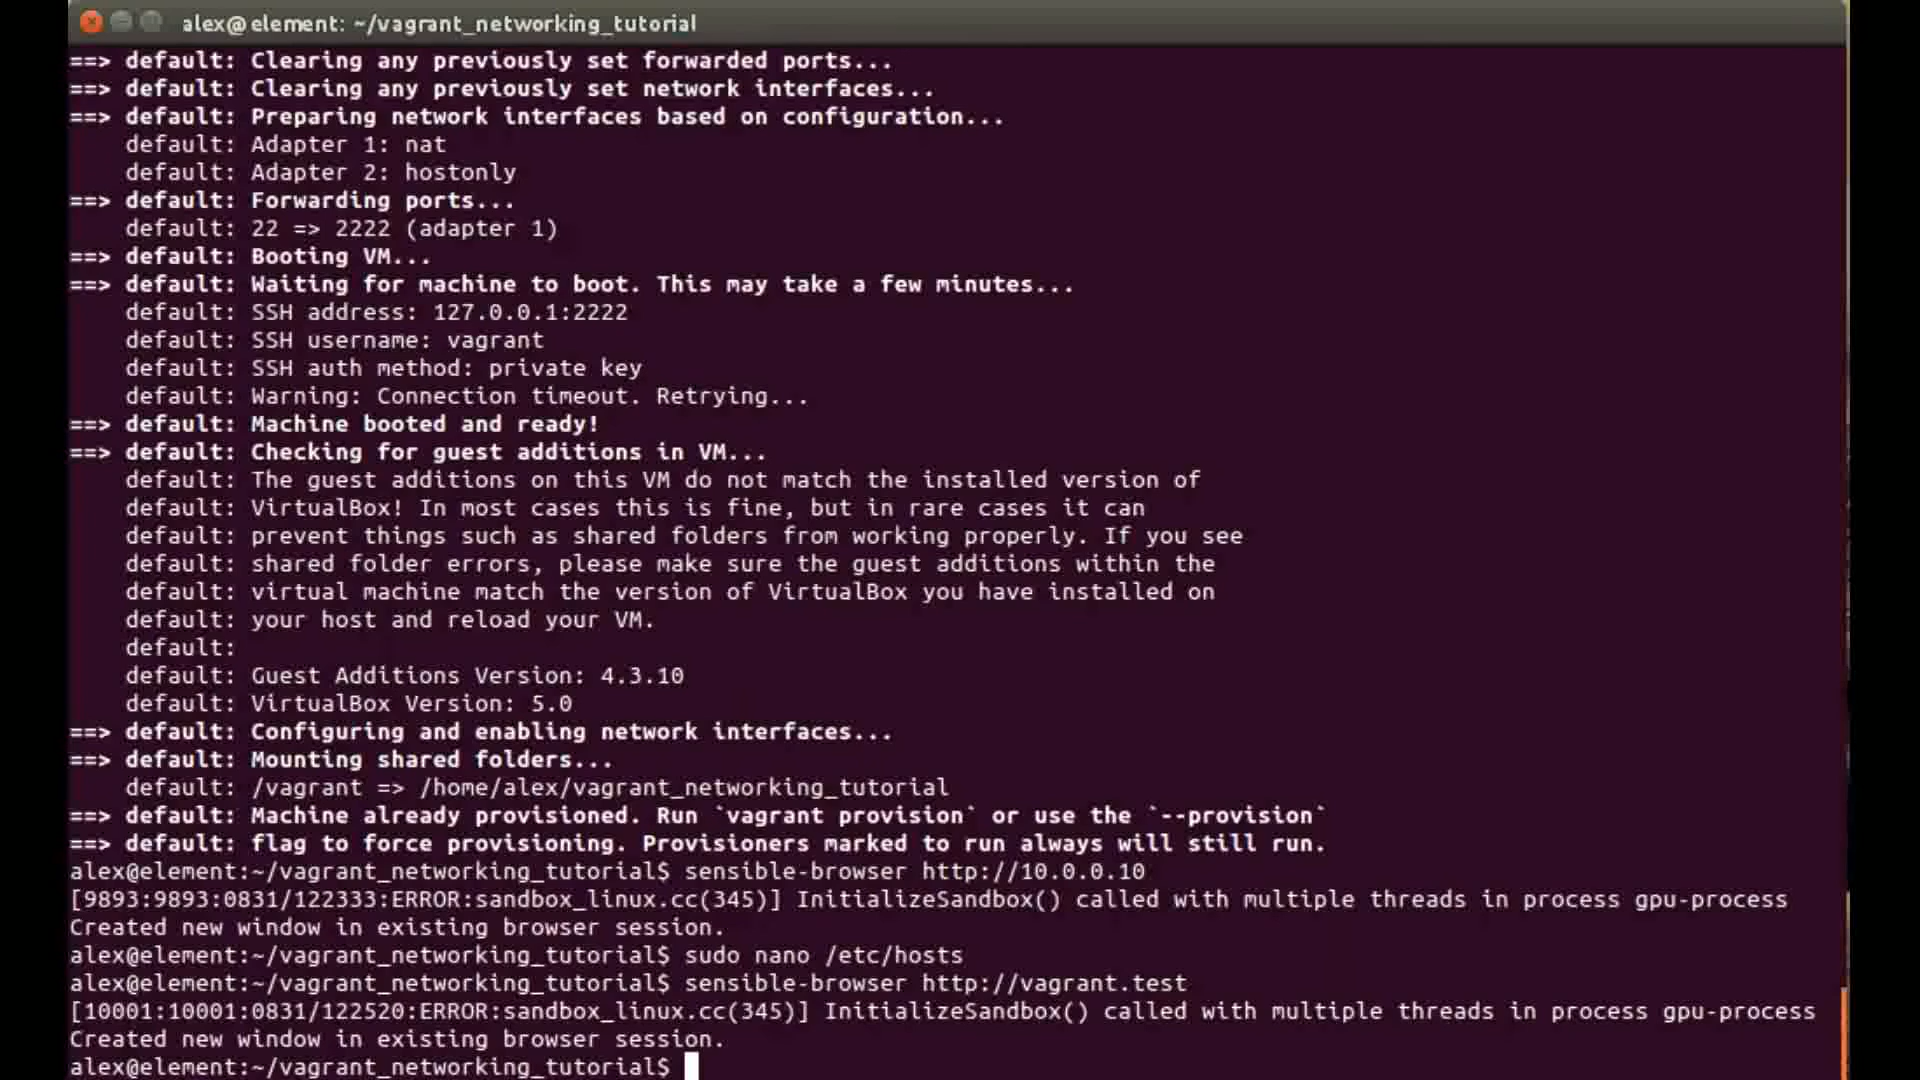 alex@element: ~/vagrant_networking_tutorial
==> default: Clearing any previously set forwarded ports...
==> default: Clearing any previously set network interfaces...
==> default: Preparing network interfaces based on configuration...
    default: Adapter 1: nat
    default: Adapter 2: hostonly
==> default: Forwarding ports...
    default: 22 => 2222 (adapter 1)
==> default: Booting VM...
==> default: Waiting for machine to boot. This may take a few minutes...
    default: SSH address: 127.0.0.1:2222
    default: SSH username: vagrant
    default: SSH auth method: private key
    default: Warning: Connection timeout. Retrying...
==> default: Machine booted and ready!
==> default: Checking for guest additions in VM...
    default: The guest additions on this VM do not match the installed version of
    default: VirtualBox! In most cases this is fine, but in rare cases it can
    default: prevent things such as shared folders from working properly. If you see
    default: shared folder errors, please make sure the guest additions within the
    default: virtual machine match the version of VirtualBox you have installed on
    default: your host and reload your VM.
    default:
    default: Guest Additions Version: 4.3.10
    default: VirtualBox Version: 5.0
==> default: Configuring and enabling network interfaces...
==> default: Mounting shared folders...
    default: /vagrant => /home/alex/vagrant_networking_tutorial
==> default: Machine already provisioned. Run `vagrant provision` or use the `--provision`
==> default: flag to force provisioning. Provisioners marked to run always will still run.
alex@element:~/vagrant_networking_tutorial$ sensible-browser http://10.0.0.10
[9893:9893:0831/122333:ERROR:sandbox_linux.cc(345)] InitializeSandbox() called with multiple threads in process gpu-process
Created new window in existing browser session.
alex@element:~/vagrant_networking_tutorial$ sudo nano /etc/hosts
alex@element:~/vagrant_networking_tutorial$ sensible-browser http://vagrant.test
[10001:10001:0831/122520:ERROR:sandbox_linux.cc(345)] InitializeSandbox() called with multiple threads in process gpu-process
Created new window in existing browser session.
alex@element:~/vagrant_networking_tutorial$